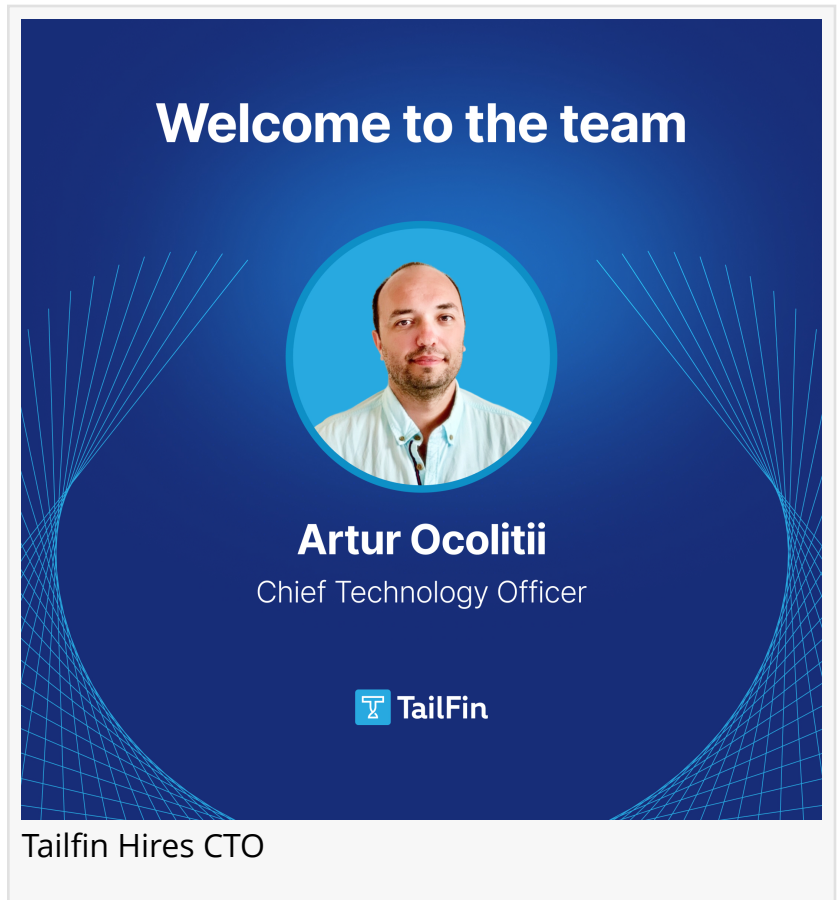 Welcome to the team
Artur Ocolitii
Chief Technology Officer
TailFin
Tailfin Hires CTO